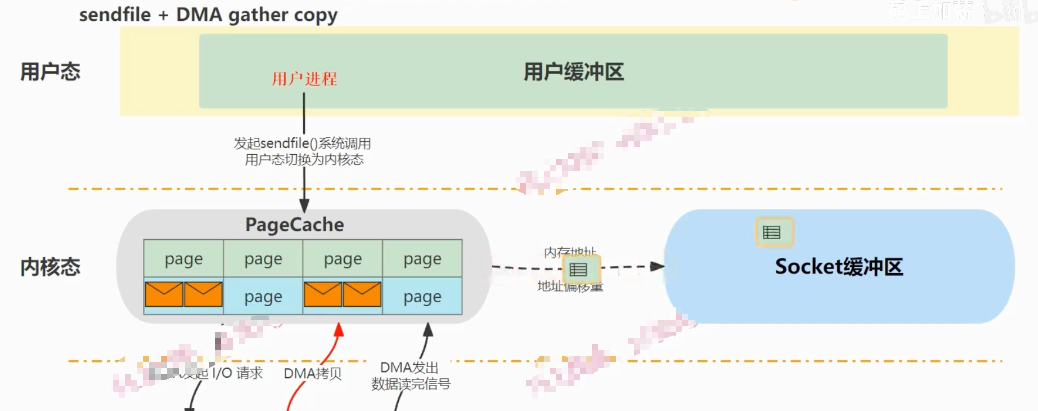 sendfile + DMA gather copy
用户态
用户进程
用户缓冲区
发起sendfile()系统调用
用户态切换为内核态
内核态
PageCache
page
page
page
page
page
page
内存地址
地址偏移量
Socket缓冲区
发起 I/O 请求
DMA拷贝
DMA发出
数据读完信号